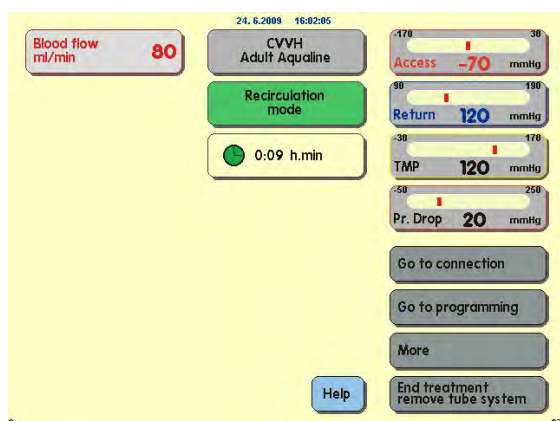 24. 6.2009 16:02:05
Blood flow
ml/min 80
CVVH
Adult Aqualine
Recirculation
mode
0:09 h.min
-170 30
Access -70 mmHg
90 190
Return 120 mmHg
-30 170
TMP 120 mmHg
-50 250
Pr. Drop 20 mmHg
Go to connection
Go to programming
More
Help
End treatment
remove tube system